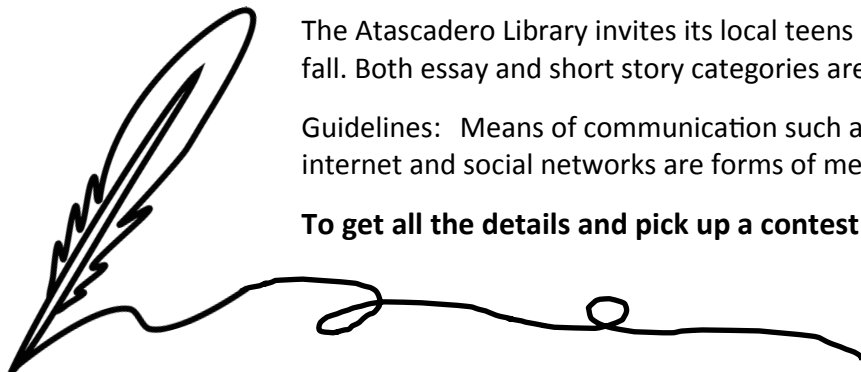 The Atascadero Library invites its local teens
fall. Both essay and short story categories are
Guidelines: Means of communication such a
internet and social networks are forms of me
To get all the details and pick up a contest